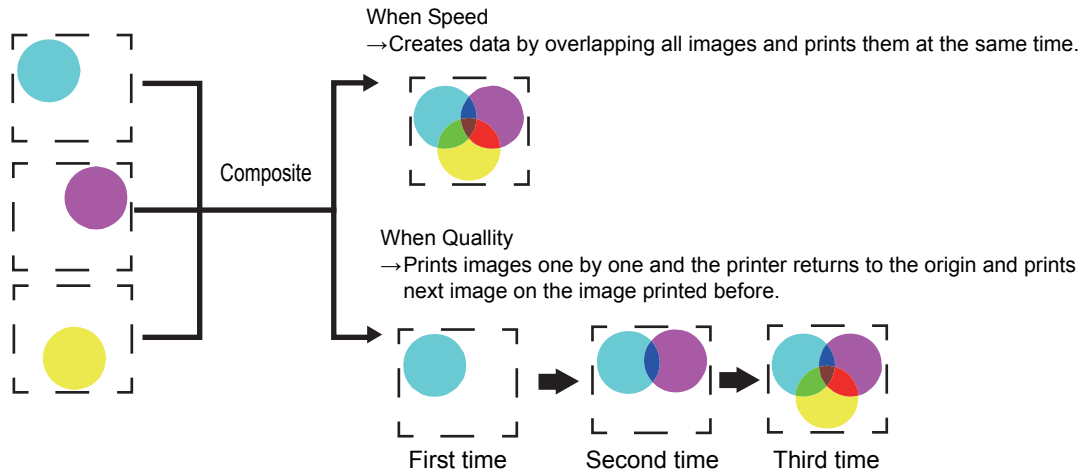 When Speed
→Creates data by overlapping all images and prints them at the same time.
Composite
When Quallity
→Prints images one by one and the printer returns to the origin and prints
next image on the image printed before.
First time
Second time
Third time